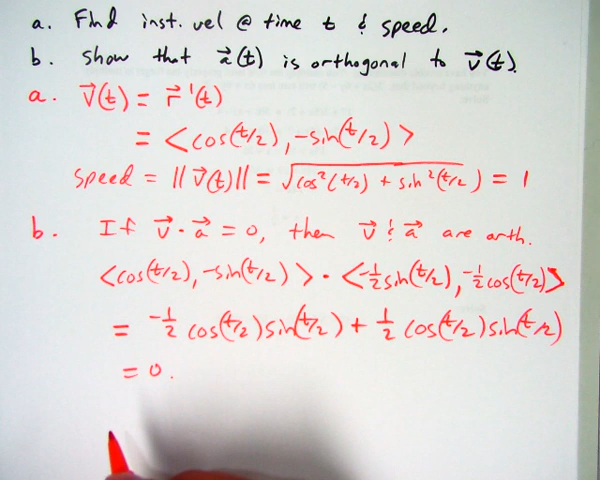 a. Find inst. vel @ time t & speed.
b. Show that a⃗(t) is orthogonal to v⃗(t).
a. v⃗(t) = r⃗'(t)
= <cos(t/2), -sin(t/2)>
speed = ||v⃗(t)|| = √(cos²(t/2) + sin²(t/2)) = 1
b. If v⃗ · a⃗ = 0, then v⃗ & a⃗ are orth.
<cos(t/2), -sin(t/2)> · <-½sin(t/2), -½cos(t/2)>
= -½ cos(t/2)sin(t/2) + ½ cos(t/2)sin(t/2)
= 0.